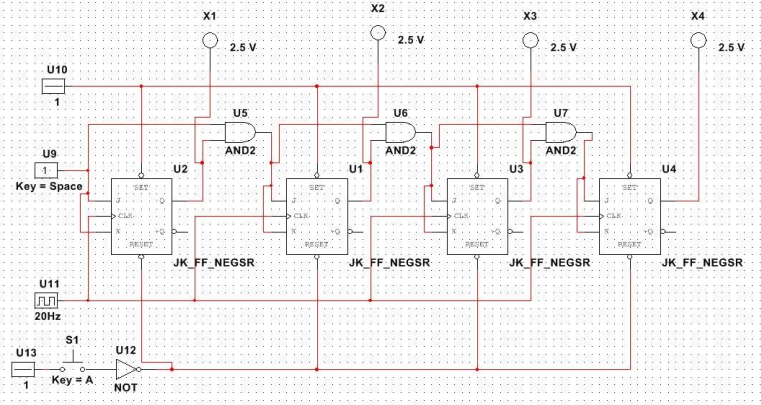 X1
X2
X3
X4
2.5 V
2.5 V
2.5 V
2.5 V
U10
1
U5
AND2
U6
AND2
U7
AND2
U9
1
Key = Space
U2
SET
J
Q
CLK
K
~Q
RESET
JK_FF_NEGSR
U1
SET
J
Q
CLK
K
~Q
RESET
JK_FF_NEGSR
U3
SET
J
Q
CLK
K
~Q
RESET
JK_FF_NEGSR
U4
SET
J
Q
CLK
K
~Q
RESET
JK_FF_NEGSR
U11
20Hz
U13
1
S1
Key = A
U12
NOT